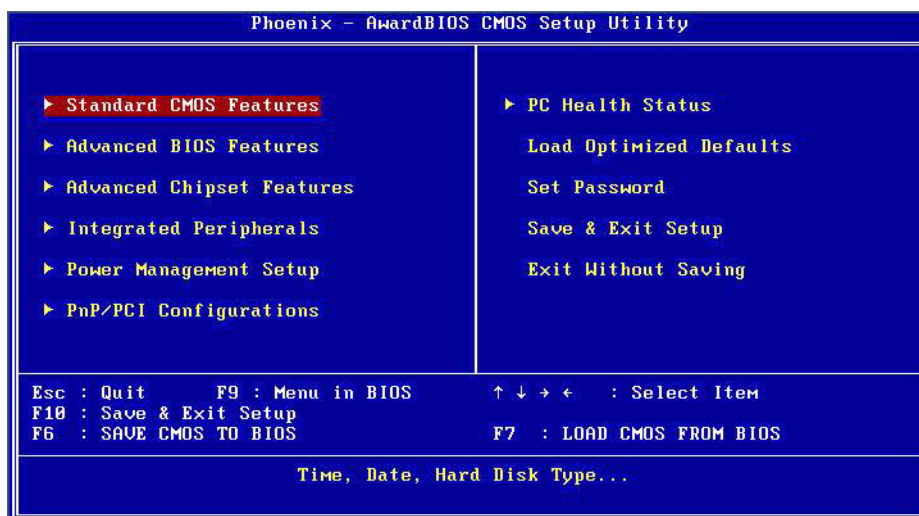 Phoenix - AwardBIOS CMOS Setup Utility
▶ Standard CMOS Features
▶ Advanced BIOS Features
▶ Advanced Chipset Features
▶ Integrated Peripherals
▶ Power Management Setup
▶ PnP/PCI Configurations
▶ PC Health Status
Load Optimized Defaults
Set Password
Save & Exit Setup
Exit Without Saving
Esc : Quit F9 : Menu in BIOS ↑ ↓ → ← : Select Item
F10 : Save & Exit Setup
F6 : SAVE CMOS TO BIOS F7 : LOAD CMOS FROM BIOS
Time, Date, Hard Disk Type...